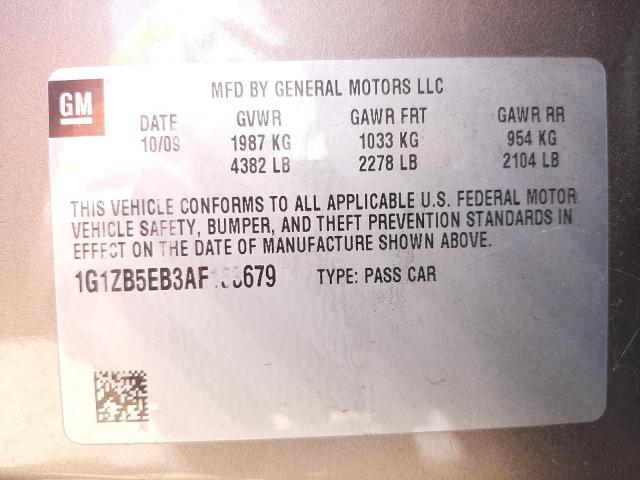 GM
MFD BY GENERAL MOTORS LLC
DATE GVWR GAWR FRT GAWR RR
10/09 1987 KG 1033 KG 954 KG
4382 LB 2278 LB 2104 LB
THIS VEHICLE CONFORMS TO ALL APPLICABLE U.S. FEDERAL MOTOR
VEHICLE SAFETY, BUMPER, AND THEFT PREVENTION STANDARDS IN
EFFECT ON THE DATE OF MANUFACTURE SHOWN ABOVE.
TYPE: PASS CAR